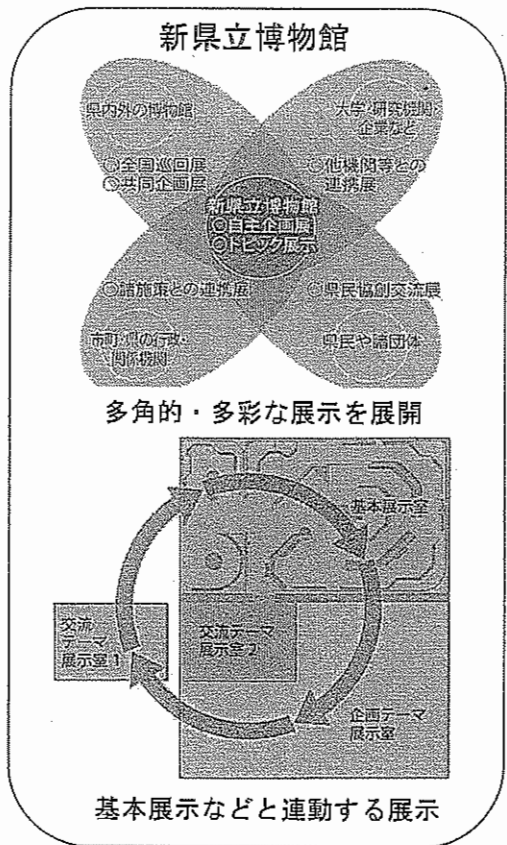 新県立博物館
県内外の博物館
大学・研究機関・
企業など
○全国巡回展
○共同企画展
○他機関等との
連携展
新県立博物館
○自主企画展
○トピック展示
○諸施策との連携展
○県民協創交流展
市町・県の行政・
関係機関
県民や諸団体
多角的・多彩な展示を展開
基本展示室
交流
テーマ
展示室1
交流テーマ
展示室2
企画テーマ
展示室
基本展示などと連動する展示